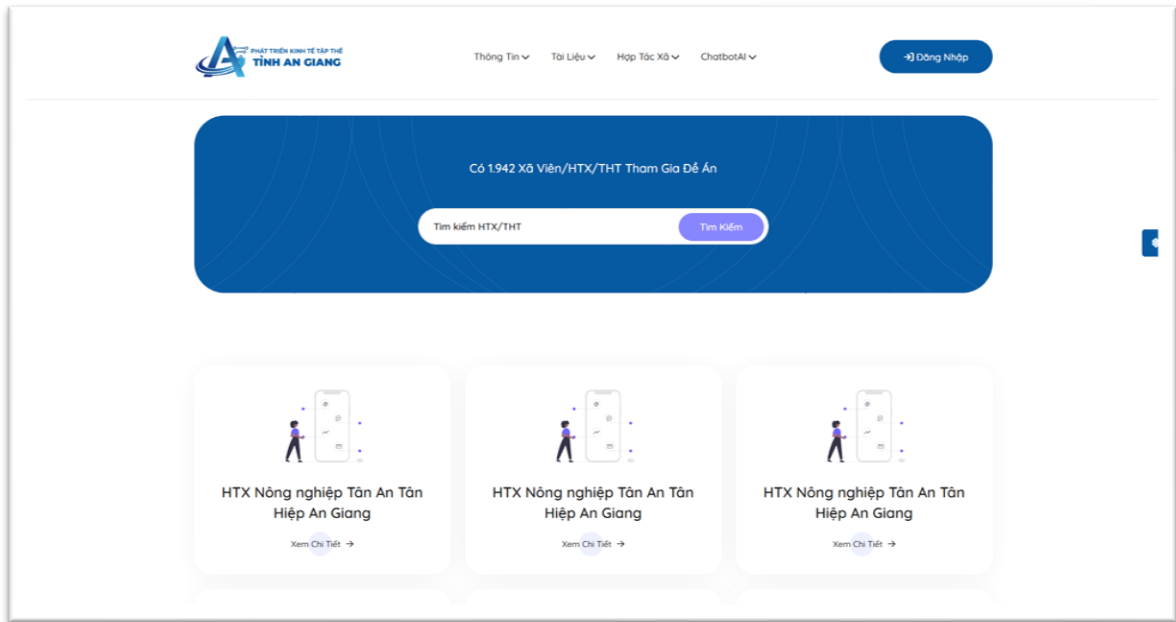 PHÁT TRIỂN KINH TẾ TẬP THỂ
TỈNH AN GIANG
Thông Tin
Tài Liệu
Hợp Tác Xã
ChatbotAI
Đăng Nhập
Có 1.942 Xã Viên/HTX/THT Tham Gia Đề Án
Tìm kiếm HTX/THT
Tìm Kiếm
HTX Nông nghiệp Tân An Tân
Hiệp An Giang
Xem Chi Tiết →
HTX Nông nghiệp Tân An Tân
Hiệp An Giang
Xem Chi Tiết →
HTX Nông nghiệp Tân An Tân
Hiệp An Giang
Xem Chi Tiết →